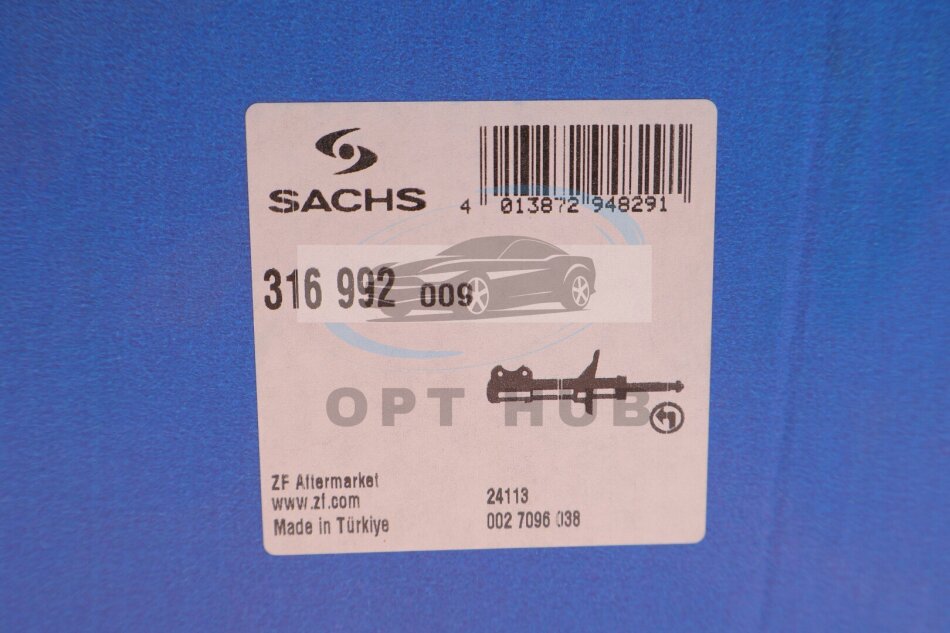 SACHS
4 013872 948291
316 992 009
OPT HUB
ZF Aftermarket
www.zf.com
Made in Türkiye
24113
002 7096 038